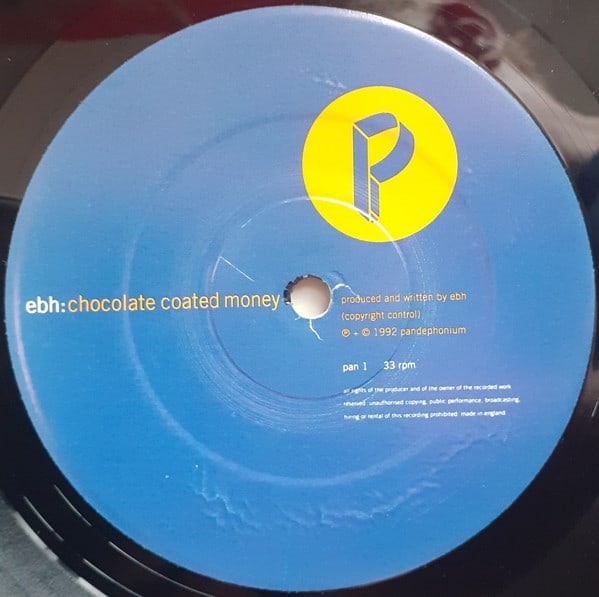 P
ebh: chocolate coated money
produced and written by ebh
(copyright control)
℗ + © 1992 pandephonium
pan 1 33 rpm
all rights of the producer and of the owner of the recorded work
reserved. unauthorised copying, public performance, broadcasting,
hiring or rental of this recording prohibited. made in england